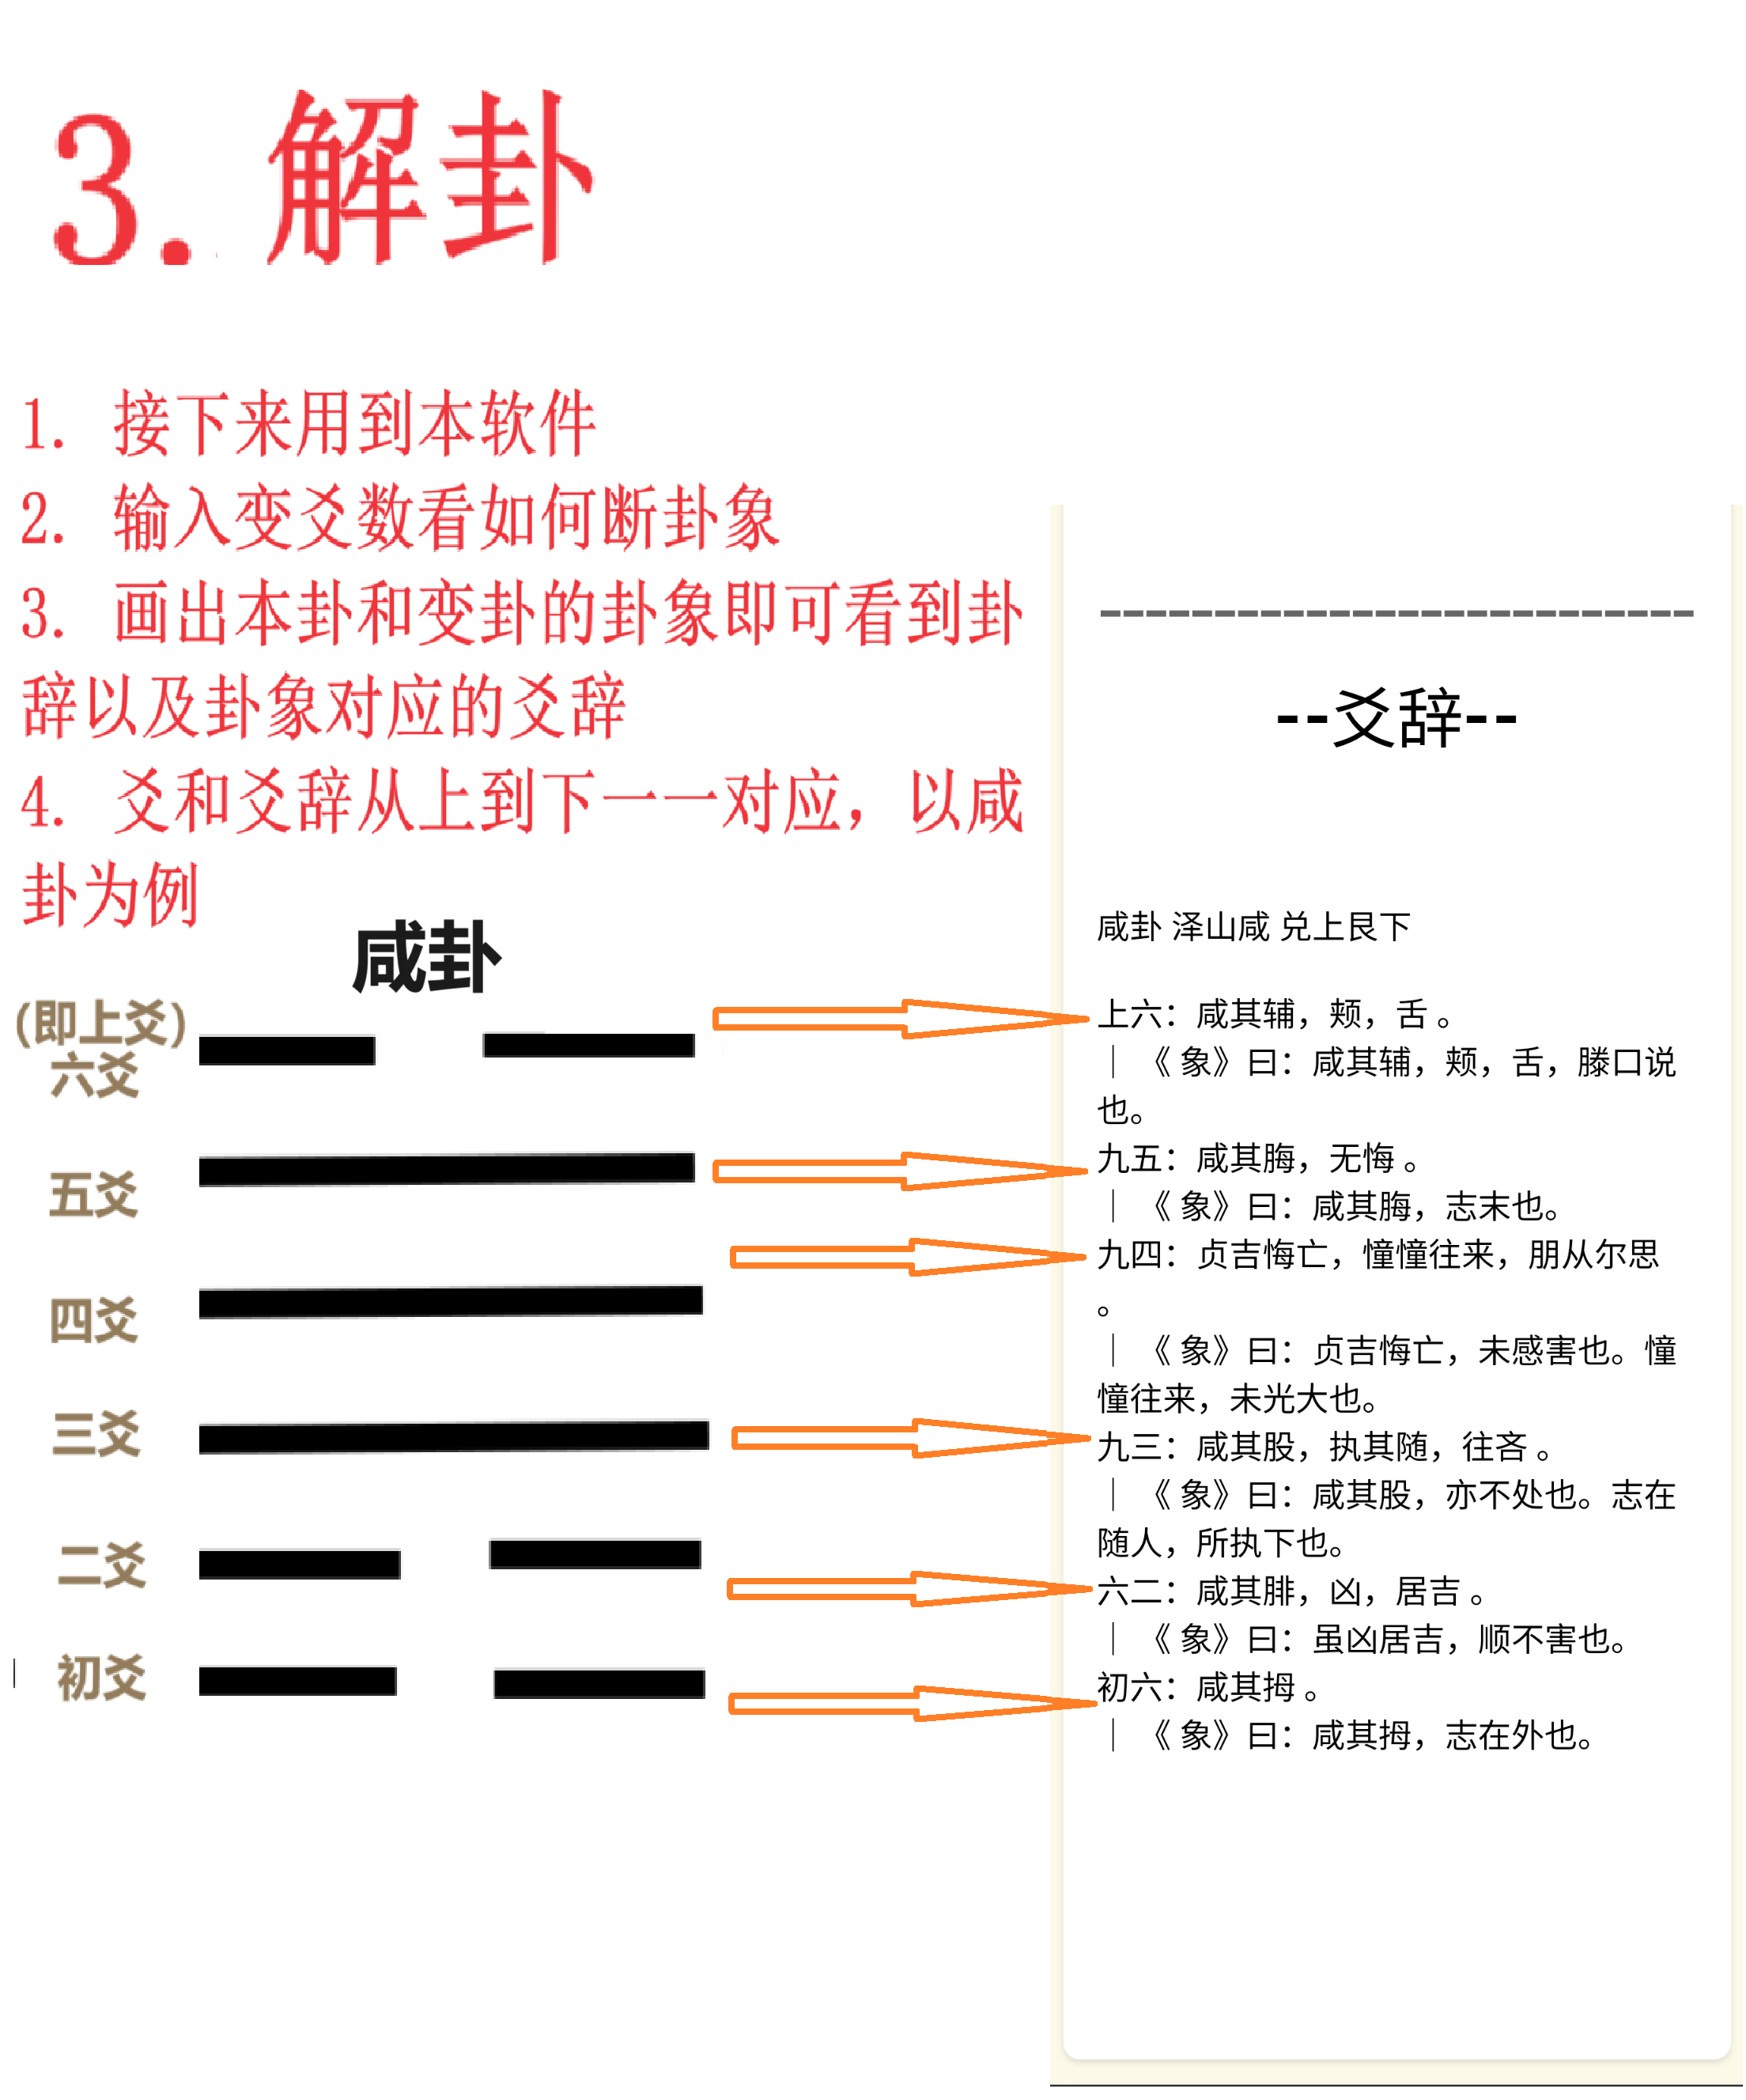 3. 解卦
1. 接下来用到本软件
2. 输入变爻数看如何断卦象
3. 画出本卦和变卦的卦象即可看到卦
辞以及卦象对应的爻辞
4. 爻和爻辞从上到下一一对应，以咸
卦为例
咸卦
(即上爻)
六爻
五爻
四爻
三爻
二爻
初爻
--爻辞--
咸卦 泽山咸 兑上艮下
上六：咸其辅，颊，舌 。
｜ 《 象》曰：咸其辅，颊，舌，滕口说
也。
九五：咸其脢，无悔 。
｜ 《 象》曰：咸其脢，志末也。
九四：贞吉悔亡，憧憧往来，朋从尔思
。
｜ 《 象》曰：贞吉悔亡，未感害也。憧
憧往来，未光大也。
九三：咸其股，执其随，往吝 。
｜ 《 象》曰：咸其股，亦不处也。志在
随人，所执下也。
六二：咸其腓，凶，居吉 。
｜ 《 象》曰：虽凶居吉，顺不害也。
初六：咸其拇 。
｜ 《 象》曰：咸其拇，志在外也。